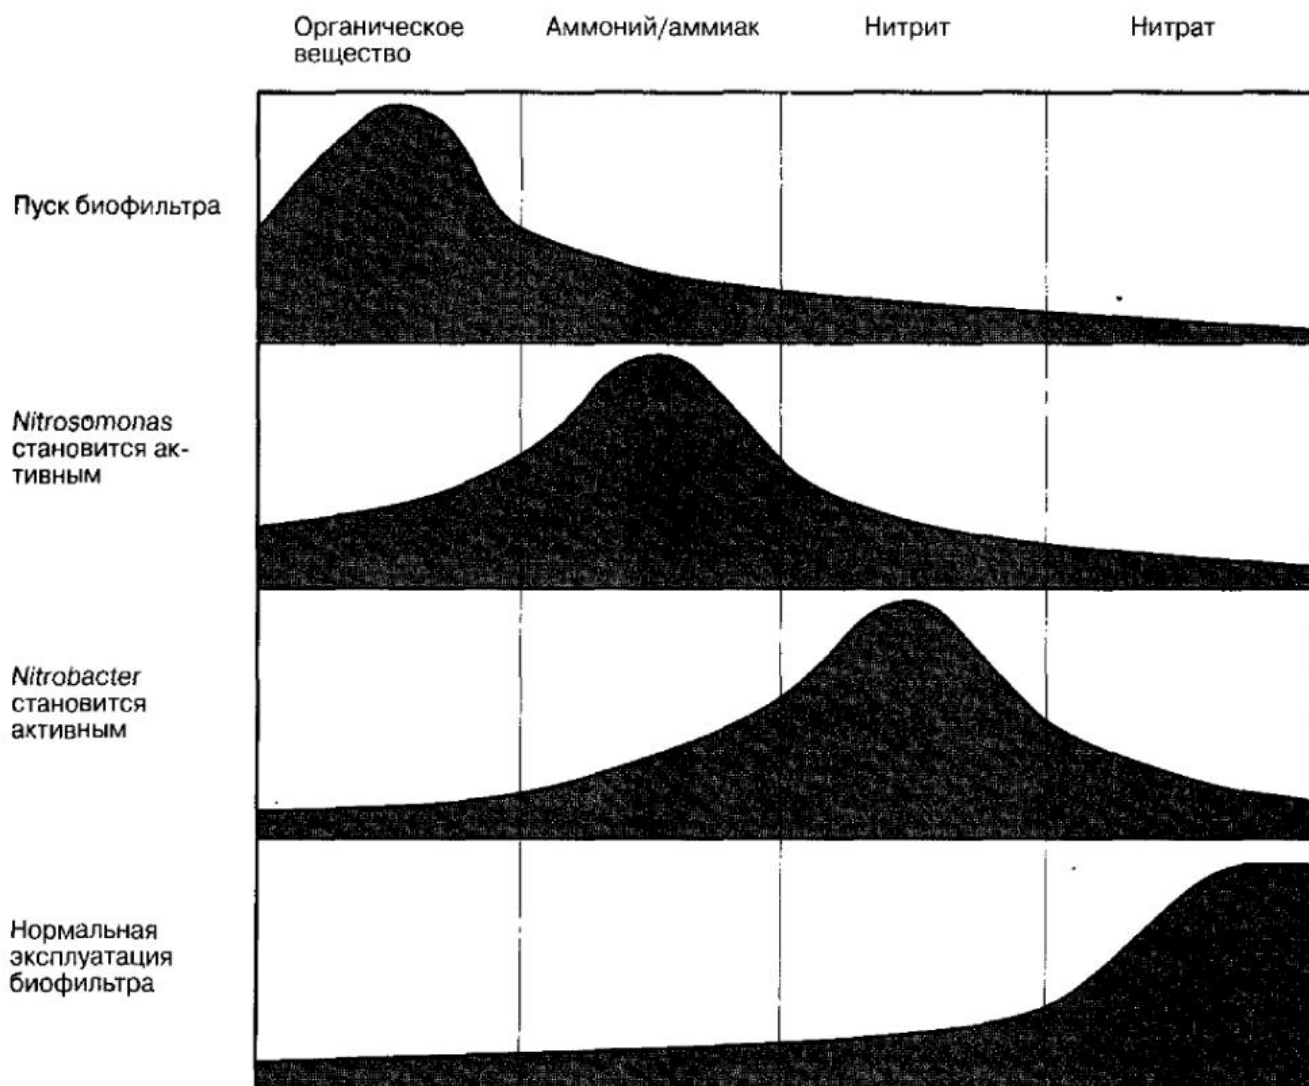 Органическое
вещество
Аммоний/аммиак
Нитрит
Нитрат
Пуск биофильтра
Nitrosomonas
становится ак-
тивным
Nitrobacter
становится
активным
Нормальная
эксплуатация
биофильтра